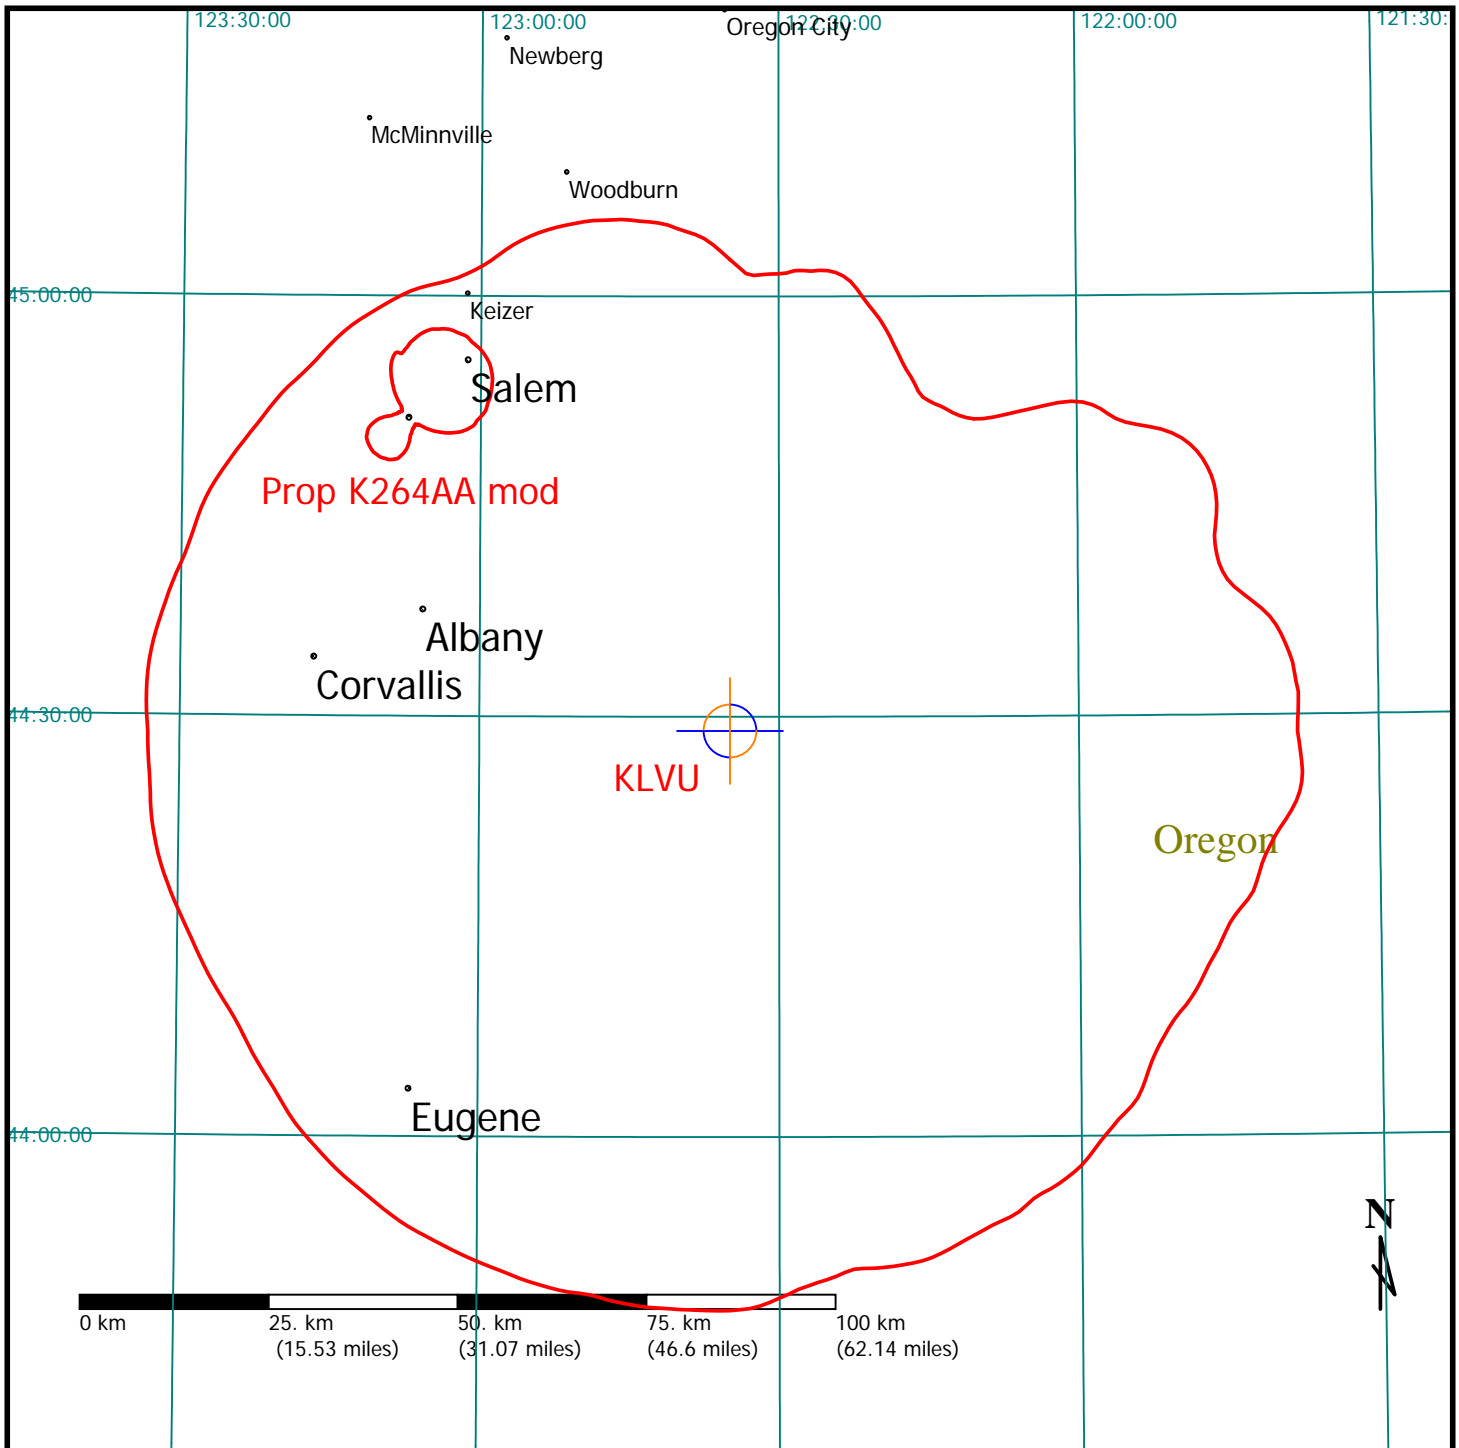 123:30:00
123:00:00
122:30:00
122:00:00
121:30:
Oregon City
Newberg
McMinnville
Woodburn
45:00:00
Keizer
Salem
Prop K264AA mod
Albany
Corvallis
44:30:00
KLVU
Oregon
Eugene
44:00:00
N
0 km
25. km
50. km
75. km
100 km
(15.53 miles)
(31.07 miles)
(46.6 miles)
(62.14 miles)